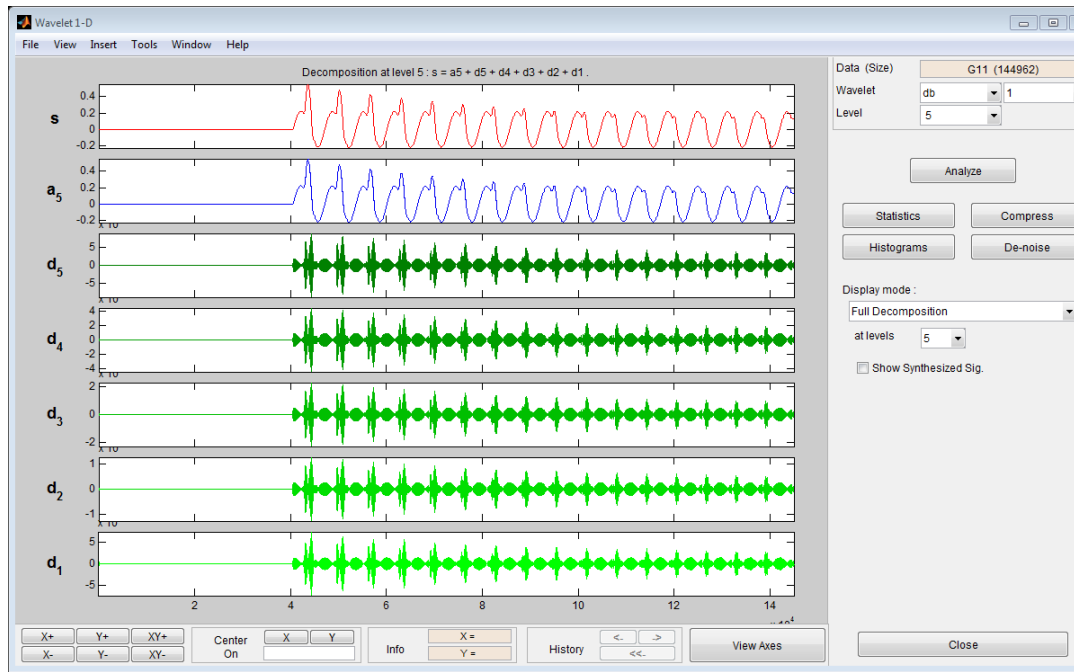 Wavelet 1-D
File View Insert Tools Window Help
Decomposition at level 5 : s = a5 + d5 + d4 + d3 + d2 + d1 .
s
0.4
0.2
0
-0.2
a5
0.4
0.2
0
-0.2
d5
5
0
-5
d4
4
2
0
-2
-4
d3
2
0
-2
d2
1
0
-1
d1
5
0
-5
2 4 6 8 10 12 14
Data (Size) G11 (144962)
Wavelet db 1
Level 5
Analyze
Statistics Compress
Histograms De-noise
Display mode :
Full Decomposition
at levels 5
Show Synthesized Sig.
X+ Y+ XY+
X- Y- XY-
Center On X Y
Info X = Y =
History <- -> <<-
View Axes
Close